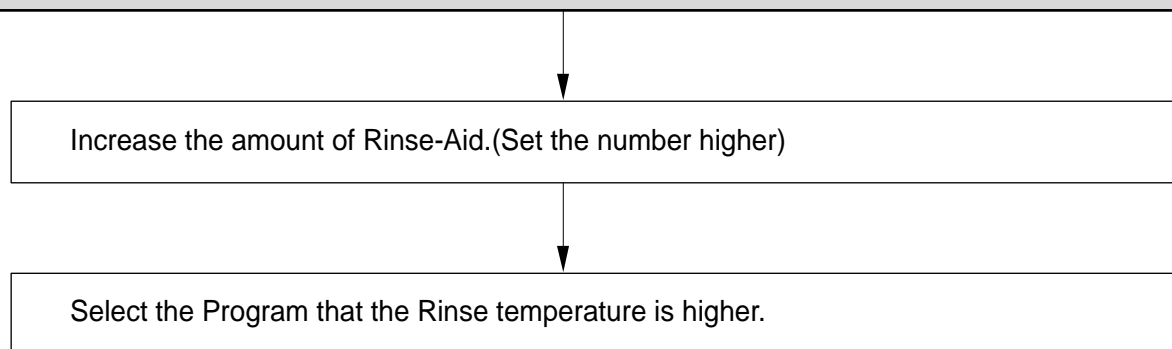 Increase the amount of Rinse-Aid.(Set the number higher)
Select the Program that the Rinse temperature is higher.